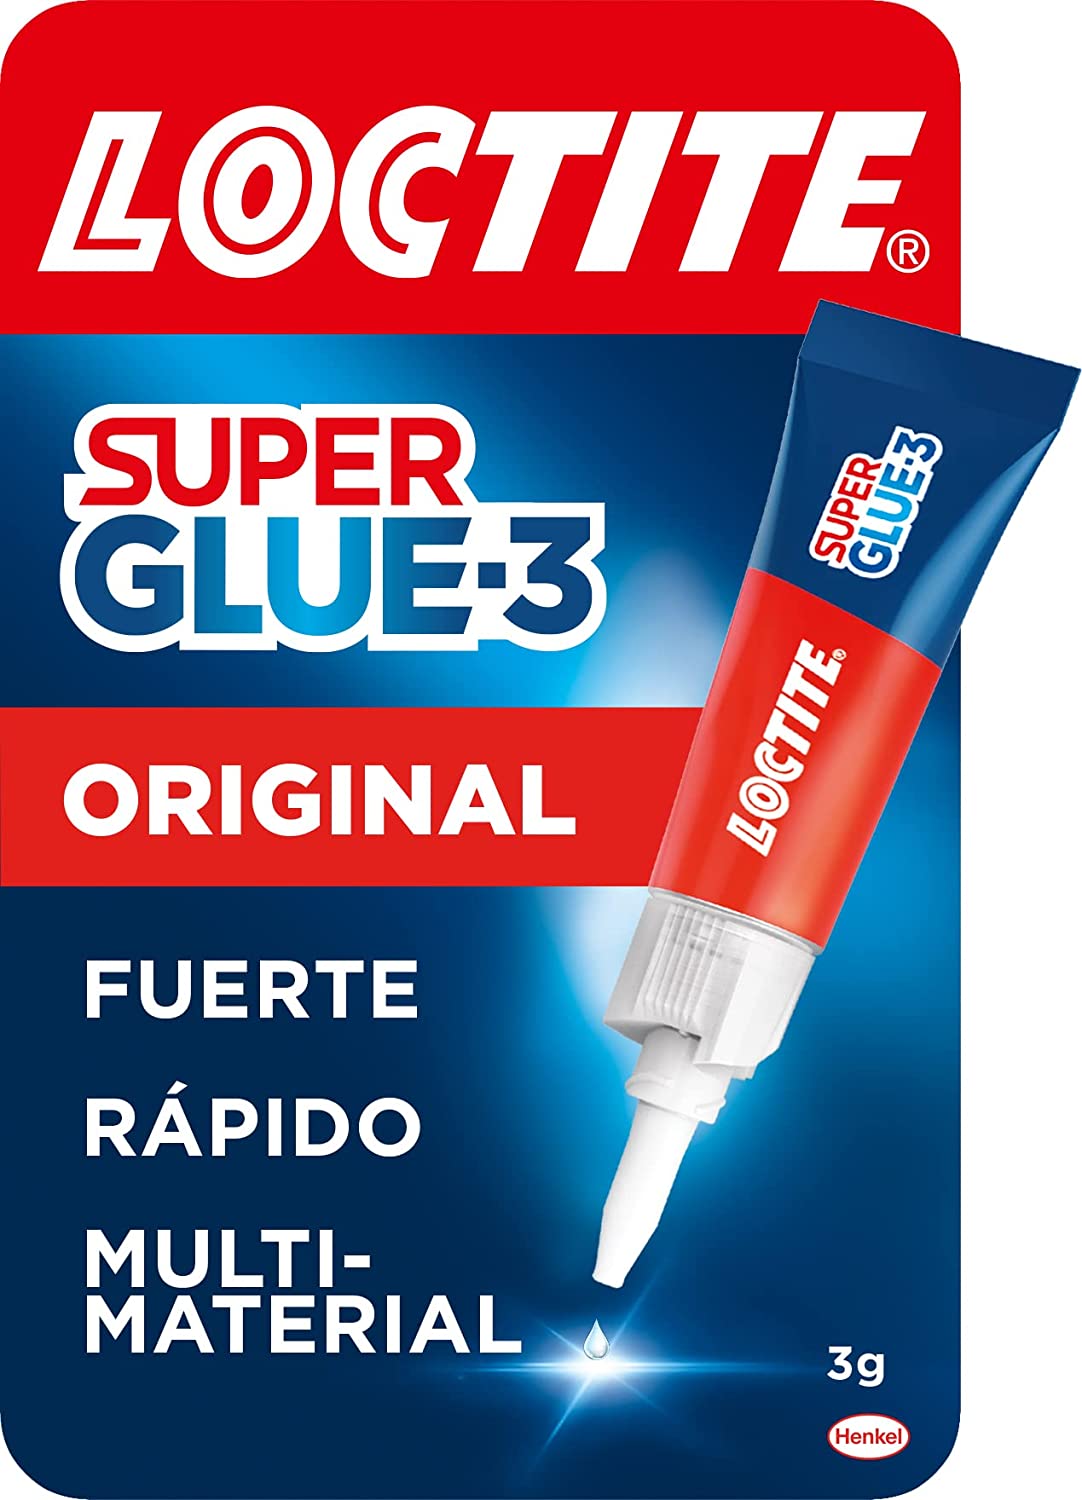 LOCTITE®
SUPER
GLUE-3
ORIGINAL
FUERTE
RÁPIDO
MULTI-
MATERIAL
SUPER
GLUE-3
LOCTITE®
3g
Henkel